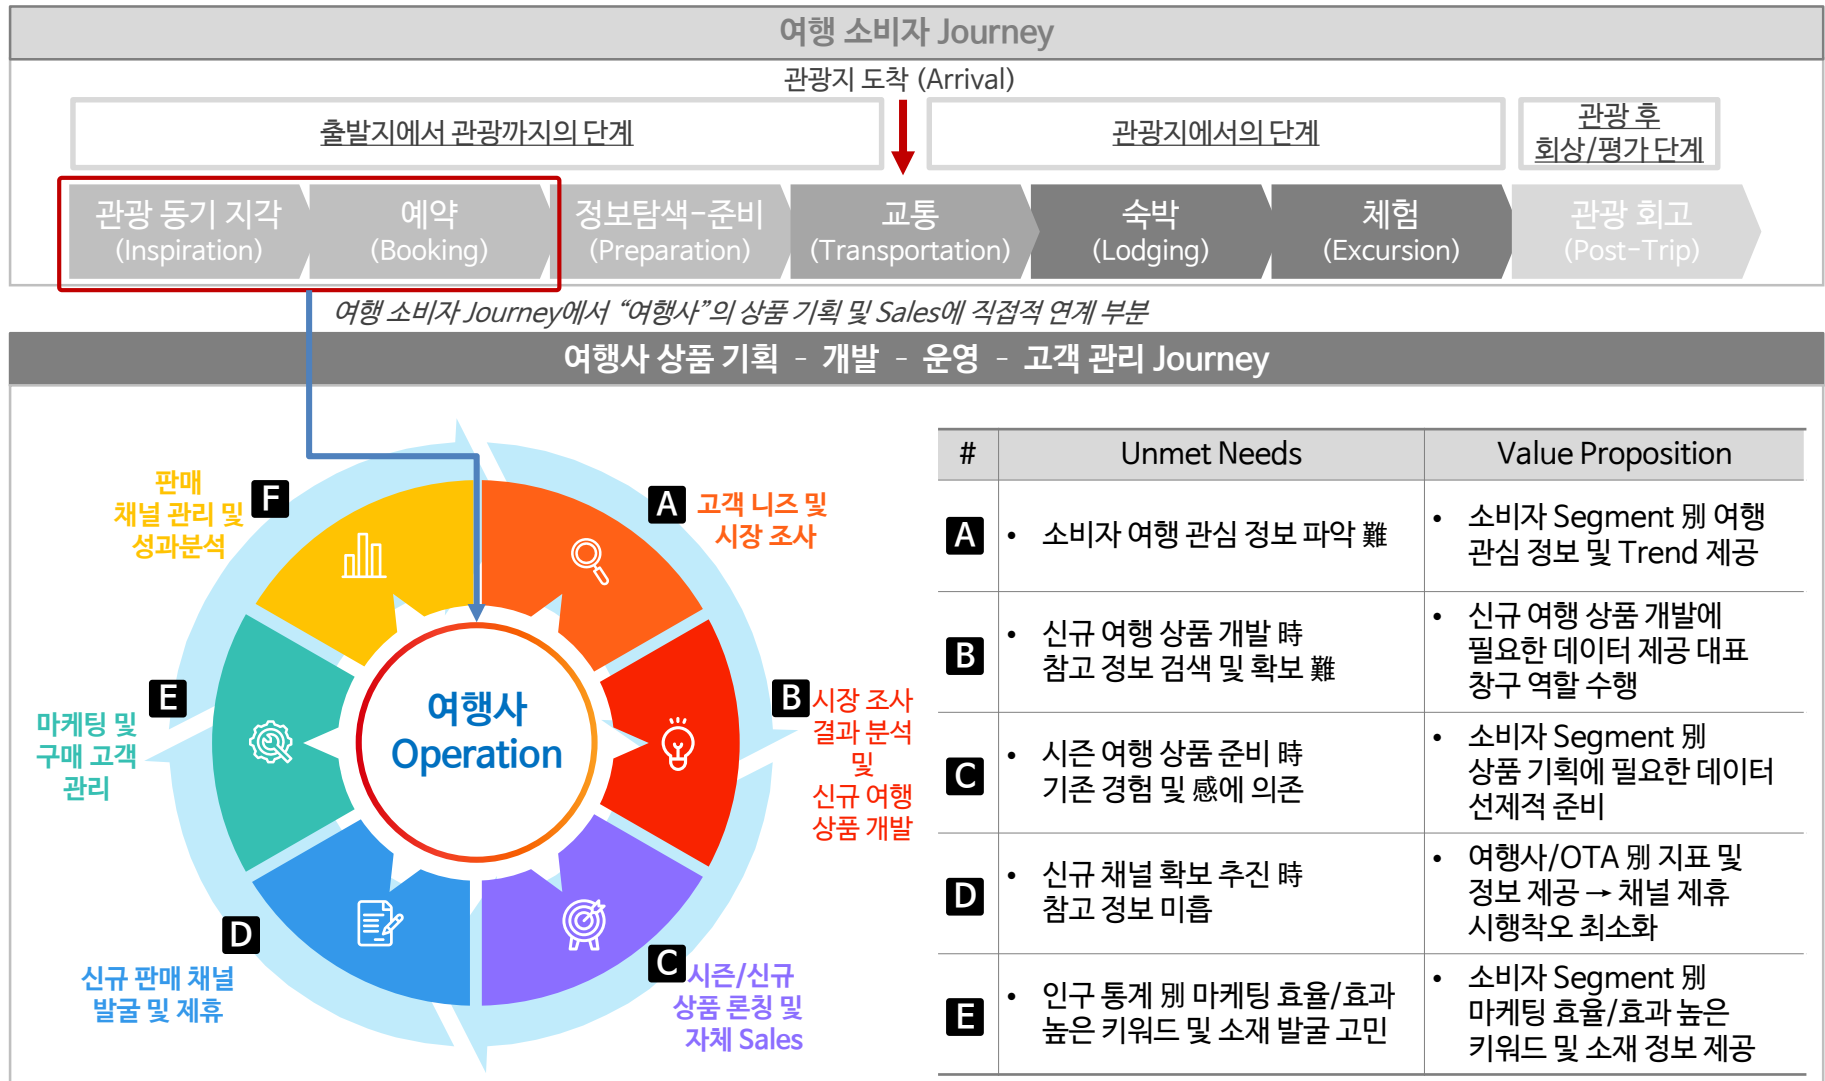 여행 소비자 Journey
관광지 도착 (Arrival)
출발지에서 관광까지의 단계
관광지에서의 단계
관광 후
회상/평가 단계
관광 동기 지각
(Inspiration)
예약
(Booking)
정보탐색-준비
(Preparation)
교통
(Transportation)
숙박
(Lodging)
체험
(Excursion)
관광 회고
(Post-Trip)
여행 소비자 Journey에서 “여행사”의 상품 기획 및 Sales에 직접적 연계 부분
여행사 상품 기획 - 개발 - 운영 - 고객 관리 Journey
A
고객 니즈 및
시장 조사
B
시장 조사
결과 분석
및
신규 여행
상품 개발
C
시즌/신규
상품 론칭 및
자체 Sales
D
신규 판매 채널
발굴 및 제휴
E
마케팅 및
구매 고객
관리
F
판매
채널 관리 및
성과분석
여행사
Operation
# Unmet Needs Value Proposition
A
• 소비자 여행 관심 정보 파악 難
• 소비자 Segment 別 여행
관심 정보 및 Trend 제공
B
• 신규 여행 상품 개발 時
참고 정보 검색 및 확보 難
• 신규 여행 상품 개발에
필요한 데이터 제공 대표
창구 역할 수행
C
• 시즌 여행 상품 준비 時
기존 경험 및 感에 의존
• 소비자 Segment 別
상품 기획에 필요한 데이터
선제적 준비
D
• 신규 채널 확보 추진 時
참고 정보 미흡
• 여행사/OTA 別 지표 및
정보 제공 → 채널 제휴
시행착오 최소화
E
• 인구 통계 別 마케팅 효율/효과
높은 키워드 및 소재 발굴 고민
• 소비자 Segment 別
마케팅 효율/효과 높은
키워드 및 소재 정보 제공